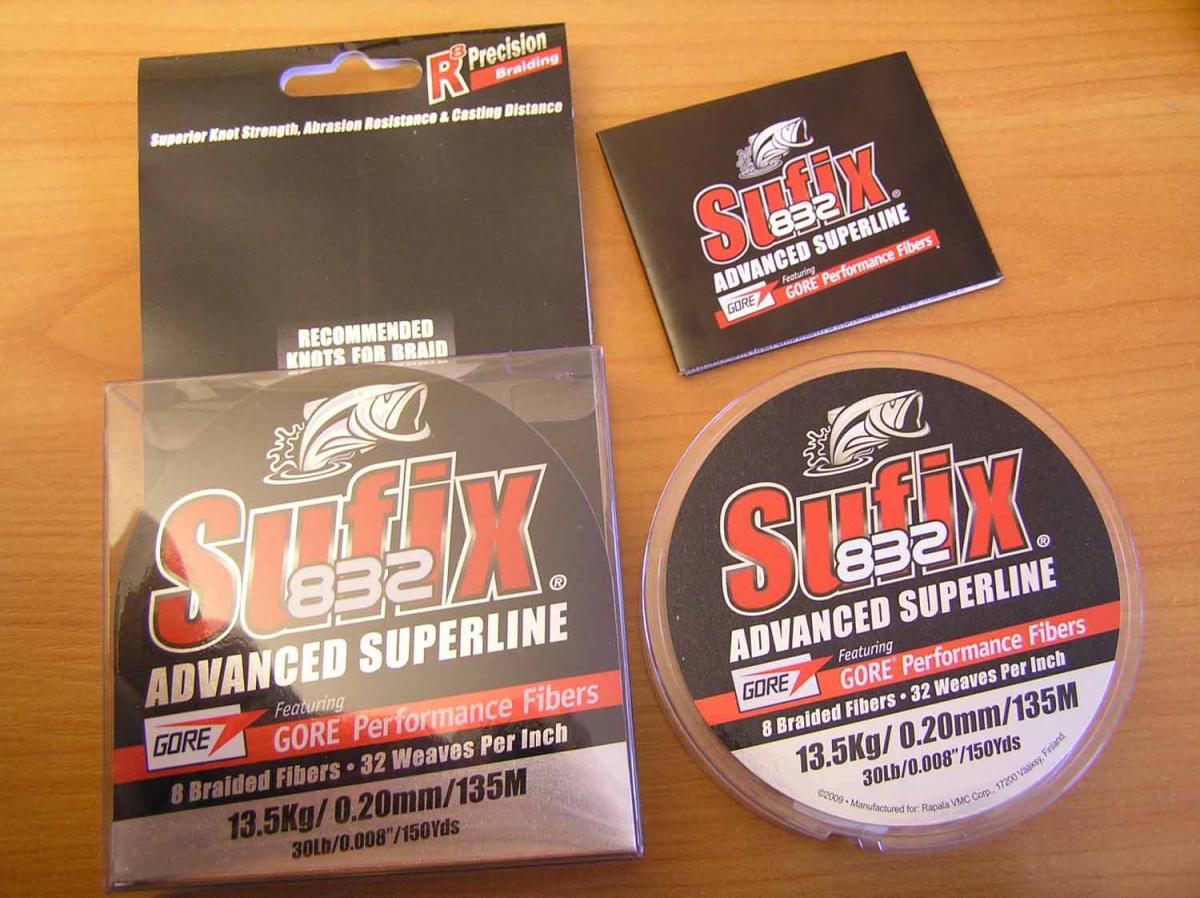 R8 Precision
Braiding
Superior Knot Strength, Abrasion Resistance & Casting Distance
RECOMMENDED
KNOTS FOR BRAID
Sufix®
832
ADVANCED SUPERLINE
GORE
Featuring
GORE® Performance Fibers
8 Braided Fibers • 32 Weaves Per Inch
13.5Kg/ 0.20mm/135M
30Lb/0.008"/150Yds
Sufix®
832
ADVANCED SUPERLINE
GORE
Featuring
GORE® Performance Fibers
Sufix®
832
ADVANCED SUPERLINE
GORE
Featuring
GORE® Performance Fibers
8 Braided Fibers • 32 Weaves Per Inch
13.5Kg/ 0.20mm/135M
30Lb/0.008"/150Yds
©2009 • Manufactured for: Rapala VMC Corp., 17200 Vääksy, Finland